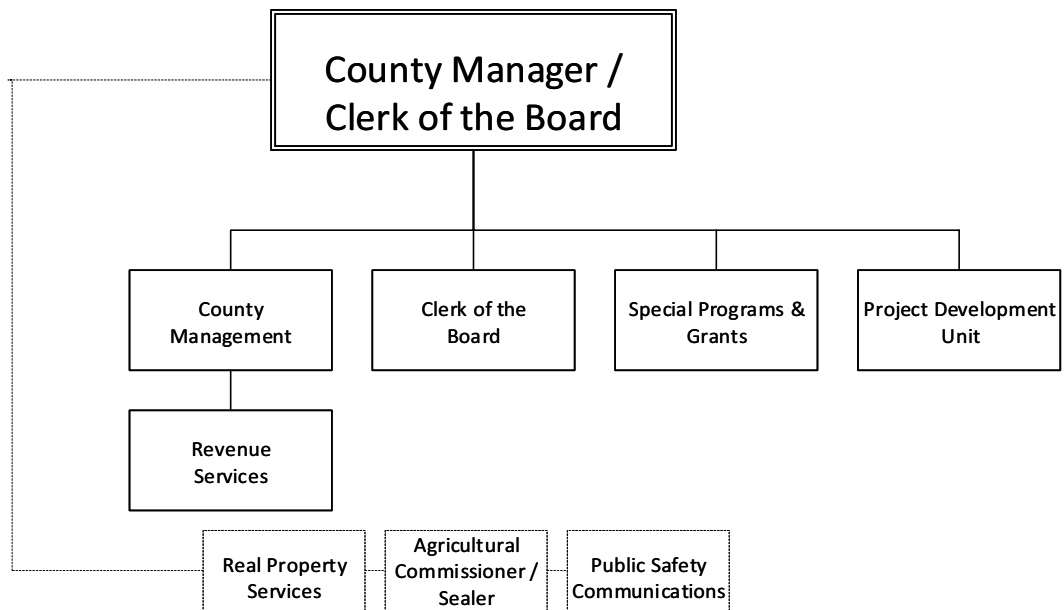 County Manager /
Clerk of the Board
County
Management
Clerk of the
Board
Special Programs &
Grants
Project Development
Unit
Revenue
Services
Real Property
Services
Agricultural
Commissioner /
Sealer
Public Safety
Communications